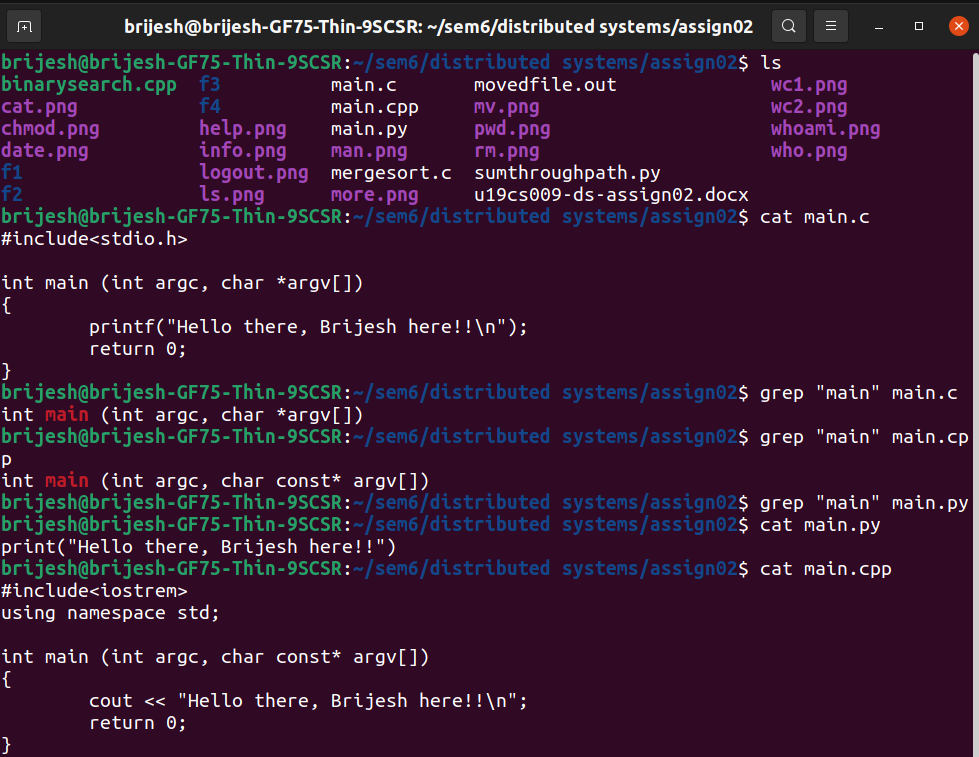 brijesh@brijesh-GF75-Thin-9SCSR: ~/sem6/distributed systems/assign02
brijesh@brijesh-GF75-Thin-9SCSR:~/sem6/distributed systems/assign02$ ls
binarysearch.cpp  f3          main.c       movedfile.out              wc1.png
cat.png           f4          main.cpp     mv.png                     wc2.png
chmod.png         help.png    main.py      pwd.png                    whoami.png
date.png          info.png    man.png      rm.png                     who.png
f1                logout.png  mergesort.c  sumthroughpath.py
f2                ls.png      more.png     u19cs009-ds-assign02.docx
brijesh@brijesh-GF75-Thin-9SCSR:~/sem6/distributed systems/assign02$ cat main.c
#include<stdio.h>

int main (int argc, char *argv[])
{
        printf("Hello there, Brijesh here!!\n");
        return 0;
}
brijesh@brijesh-GF75-Thin-9SCSR:~/sem6/distributed systems/assign02$ grep "main" main.c
int main (int argc, char *argv[])
brijesh@brijesh-GF75-Thin-9SCSR:~/sem6/distributed systems/assign02$ grep "main" main.cp
p
int main (int argc, char const* argv[])
brijesh@brijesh-GF75-Thin-9SCSR:~/sem6/distributed systems/assign02$ grep "main" main.py
brijesh@brijesh-GF75-Thin-9SCSR:~/sem6/distributed systems/assign02$ cat main.py
print("Hello there, Brijesh here!!")
brijesh@brijesh-GF75-Thin-9SCSR:~/sem6/distributed systems/assign02$ cat main.cpp
#include<iostrem>
using namespace std;

int main (int argc, char const* argv[])
{
        cout << "Hello there, Brijesh here!!\n";
        return 0;
}